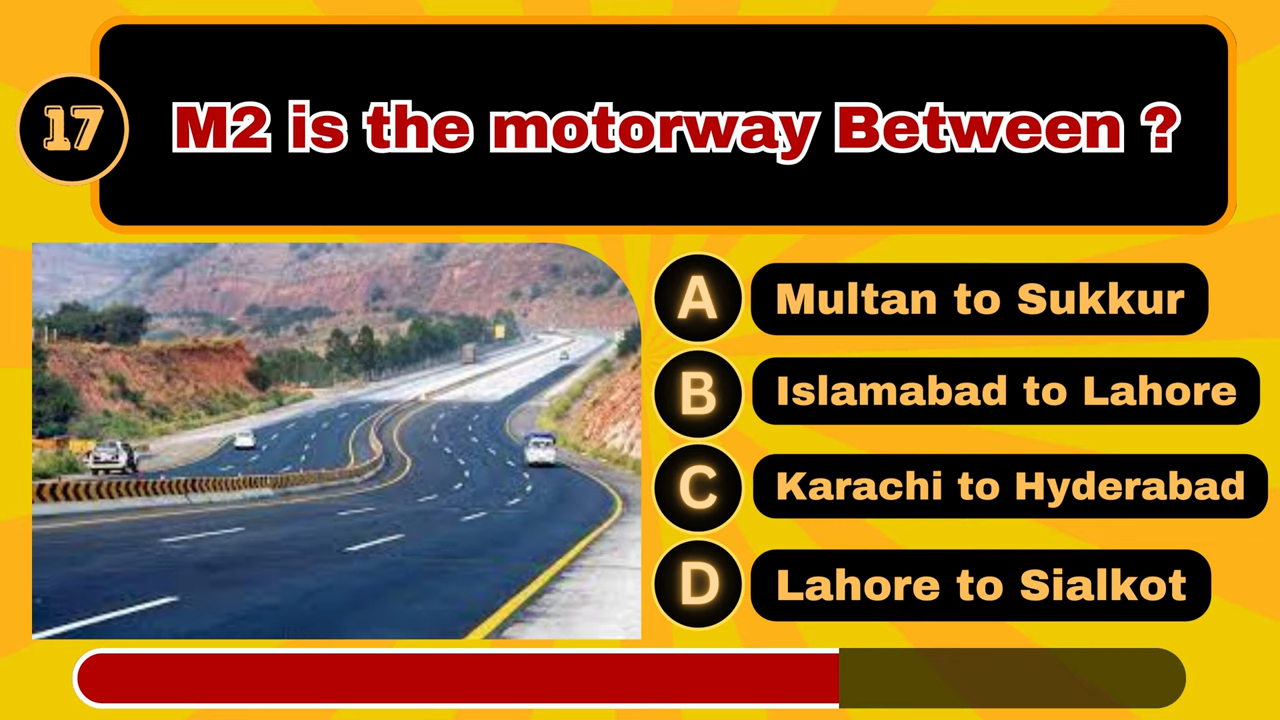 17
M2 is the motorway Between ?
A
Multan to Sukkur
B
Islamabad to Lahore
C
Karachi to Hyderabad
D
Lahore to Sialkot